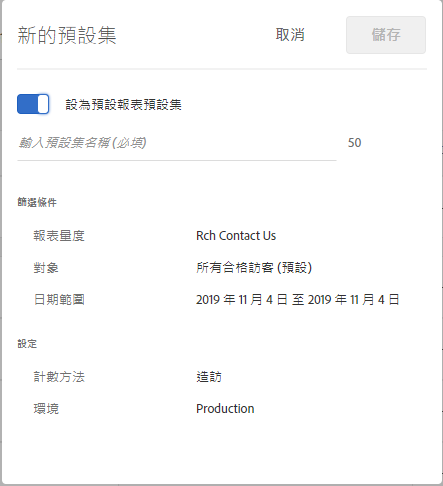 新的預設集 取消 儲存
設為預設報表預設集
輸入預設集名稱 (必填) 50
篩選條件
報表量度 Rch Contact Us
對象 所有合格訪客 (預設)
日期範圍 2019 年 11 月 4 日 至 2019 年 11 月 4 日
設定
計數方法 造訪
環境 Production